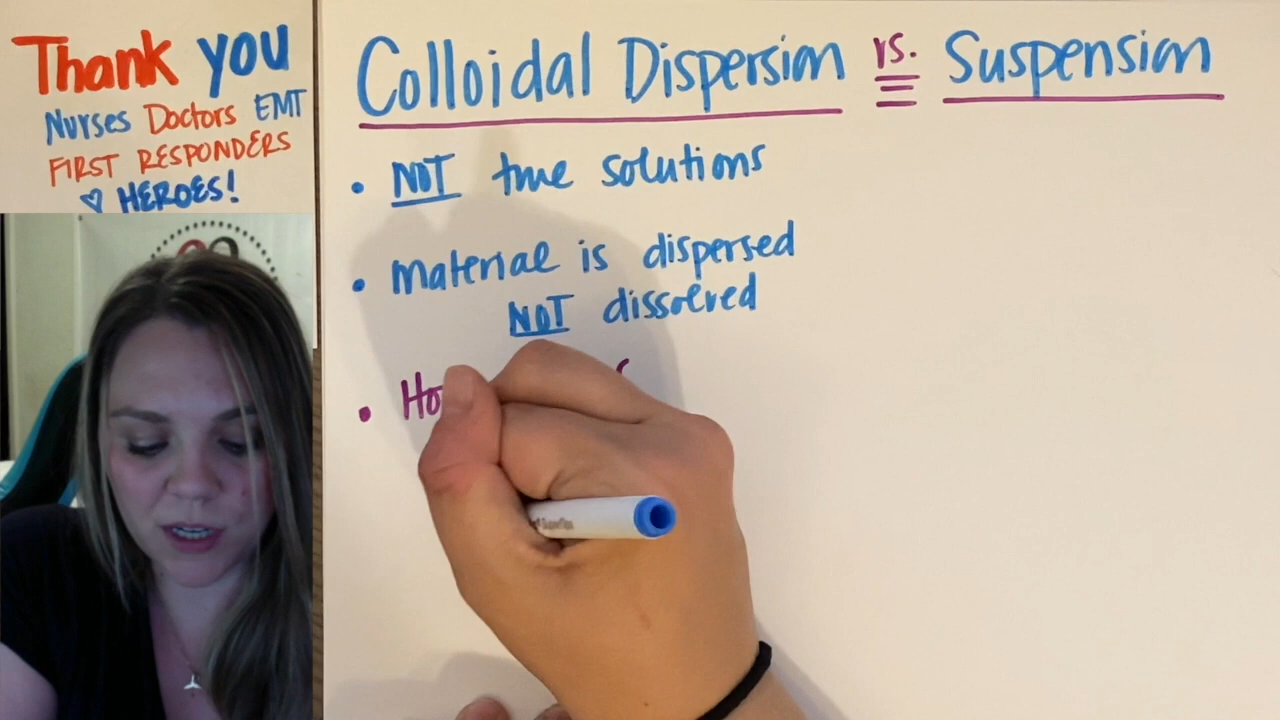 Thank you
Nurses Doctors EMT
FIRST RESPONDERS
♡ HEROES!
Colloidal Dispersion vs. Suspension
• NOT true solutions
• Material is dispersed
NOT dissolved
•